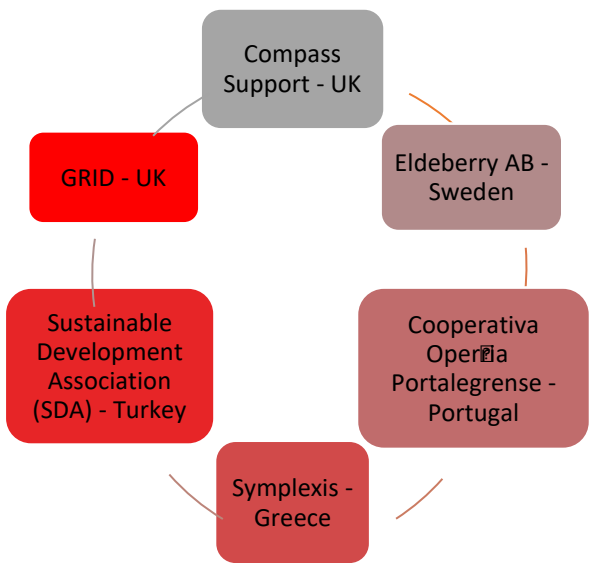 Compass
Support - UK
Eldeberry AB -
Sweden
Cooperativa
Portalegrense -
Portugal
Symplexis -
Greece
Sustainable
Development
Association
(SDA) - Turkey
GRID - UK